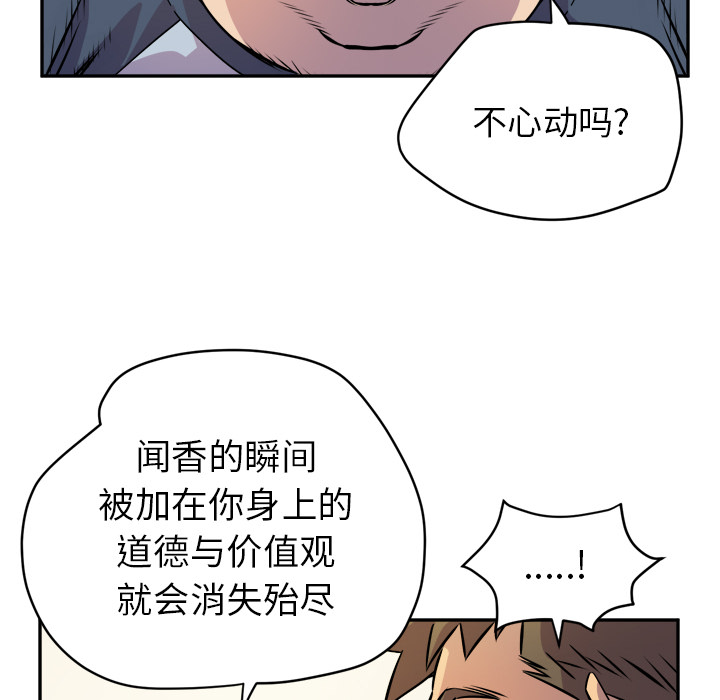 不心动吗?
闻香的瞬间
被加在你身上的
道德与价值观
就会消失殆尽
......!